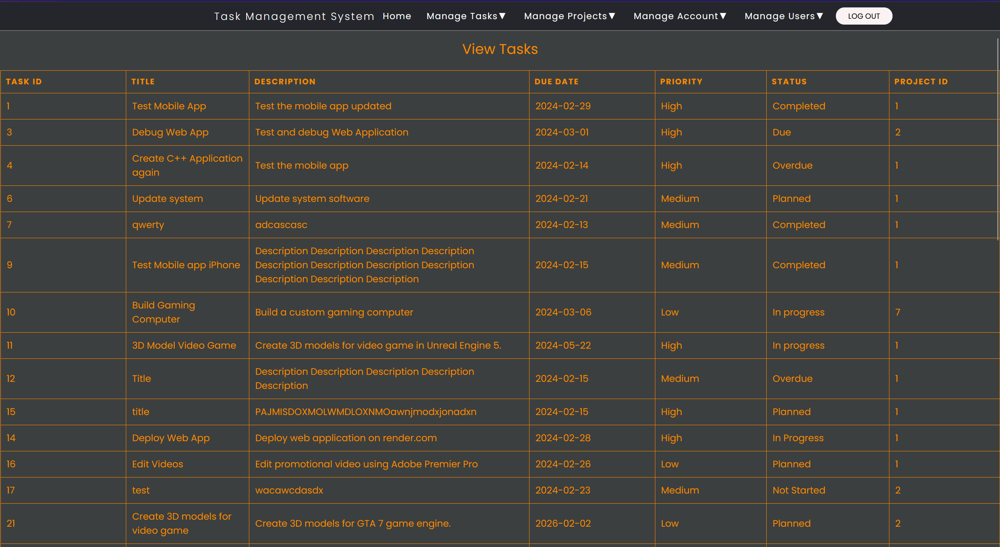 Task Management System Home Manage Tasks▼ Manage Projects▼ Manage Account▼ Manage Users▼ LOG OUT
View Tasks
TASK ID TITLE DESCRIPTION DUE DATE PRIORITY STATUS PROJECT ID
1 Test Mobile App Test the mobile app updated 2024-02-29 High Completed 1
3 Debug Web App Test and debug Web Application 2024-03-01 High Due 2
4 Create C++ Application
again Test the mobile app 2024-02-14 High Overdue 1
6 Update system Update system software 2024-02-21 Medium Planned 1
7 qwerty adcascasc 2024-02-13 Medium Completed 1
9 Test Mobile app iPhone Description Description Description Description
Description Description Description Description
Description Description Description 2024-02-15 Medium Completed 1
10 Build Gaming
Computer Build a custom gaming computer 2024-03-06 Low In progress 7
11 3D Model Video Game Create 3D models for video game in Unreal Engine 5. 2024-05-22 High In progress 1
12 Title Description Description Description Description
Description 2024-02-15 Medium Overdue 1
15 title PAJMISDOXMOLWMDLOXNMOawnjmodxjonadxn 2024-02-15 High Planned 1
14 Deploy Web App Deploy web application on render.com 2024-02-28 High In Progress 1
16 Edit Videos Edit promotional video using Adobe Premier Pro 2024-02-26 Low Planned 1
17 test wacawcdasdx 2024-02-23 Medium Not Started 2
21 Create 3D models for
video game Create 3D models for GTA 7 game engine. 2026-02-02 Low Planned 2